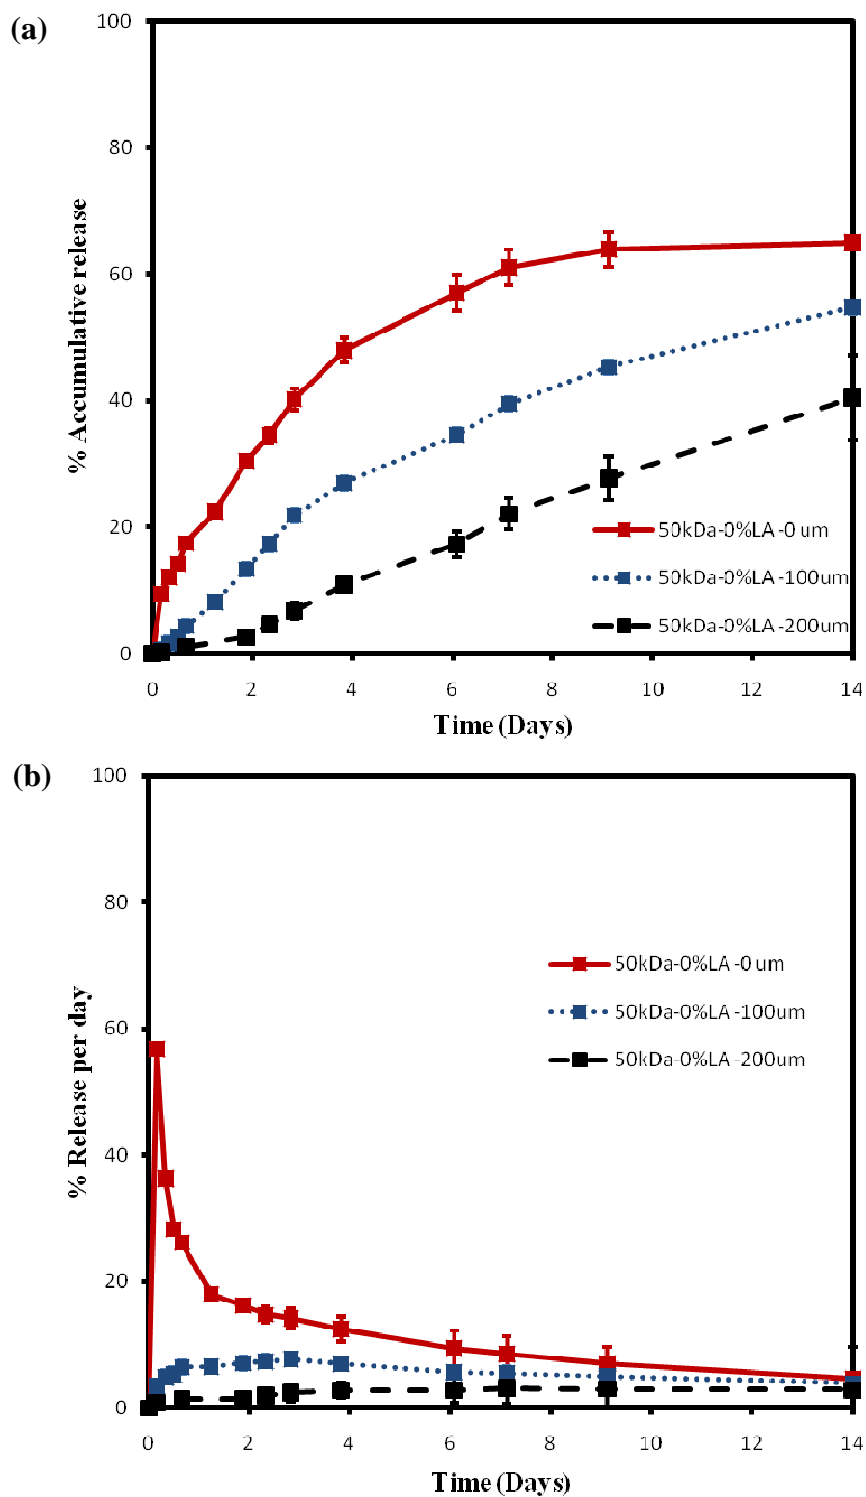 (a)
100
80
60
40
20
0
% Accumulative release
50kDa-0%LA-0 um
50kDa-0%LA-100um
50kDa-0%LA-200um
0 2 4 6 8 10 12 14
Time (Days)
(b)
100
80
60
40
20
0
% Release per day
50kDa-0%LA-0 um
50kDa-0%LA-100um
50kDa-0%LA-200um
0 2 4 6 8 10 12 14
Time (Days)